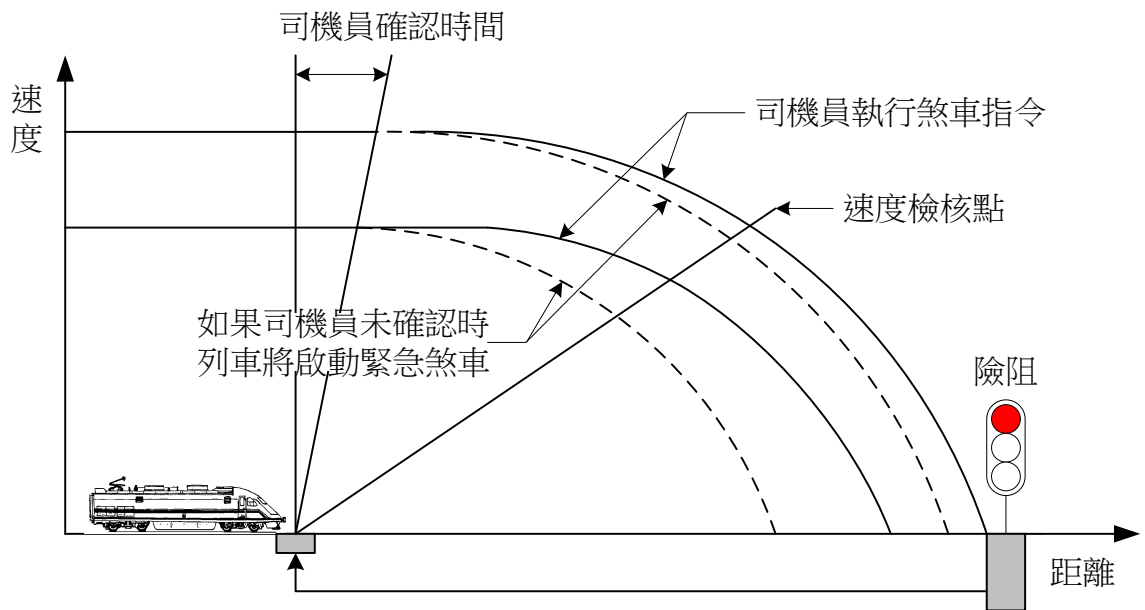 司機員確認時間
速度
司機員執行煞車指令
速度檢核點
如果司機員未確認時
列車將啟動緊急煞車
險阻
距離